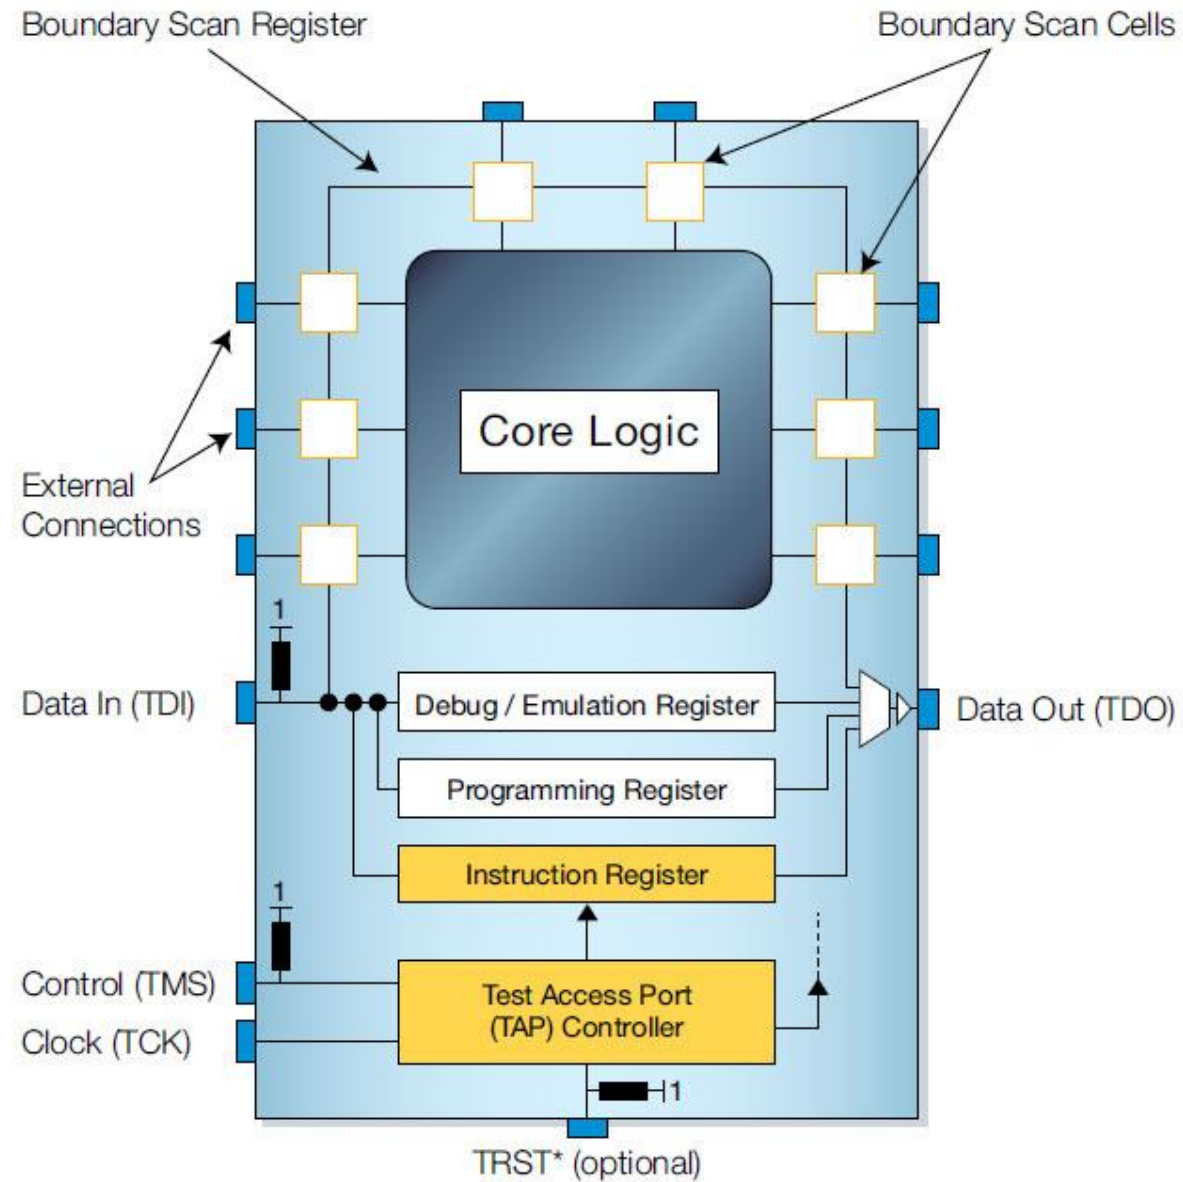 Boundary Scan Register
Boundary Scan Cells
Core Logic
External
Connections
1
Data In (TDI)
Debug / Emulation Register
Data Out (TDO)
Programming Register
Instruction Register
1
Control (TMS)
Test Access Port
(TAP) Controller
Clock (TCK)
1
TRST* (optional)